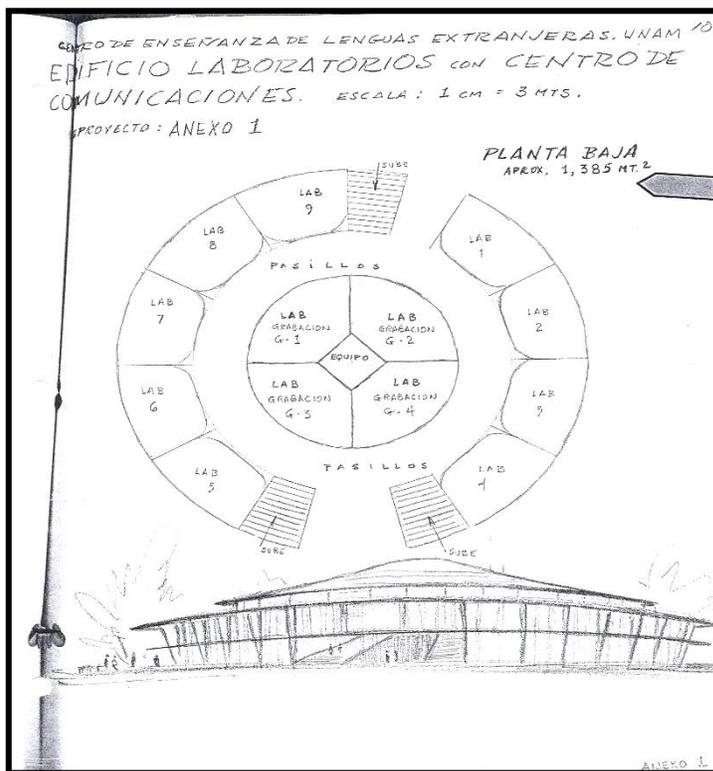 CENTRO DE ENSEÑANZA DE LENGUAS EXTRANJERAS. UNAM
10
EDIFICIO LABORATORIOS CON CENTRO DE
COMUNICACIONES. ESCALA : 1 CM = 3 MTS.
PROYECTO : ANEXO 1
PLANTA BAJA
APROX. 1,385 MT.2
SUBE
LAB
9
LAB
8
LAB
1
PASILLOS
LAB
7
LAB
2
LAB
GRABACION
G-1
LAB
GRABACION
G-2
EQUIPO
LAB
6
LAB
GRABACION
G-3
LAB
GRABACION
G-4
LAB
3
PASILLOS
LAB
5
LAB
4
SUBE
SUBE
ANEXO 1